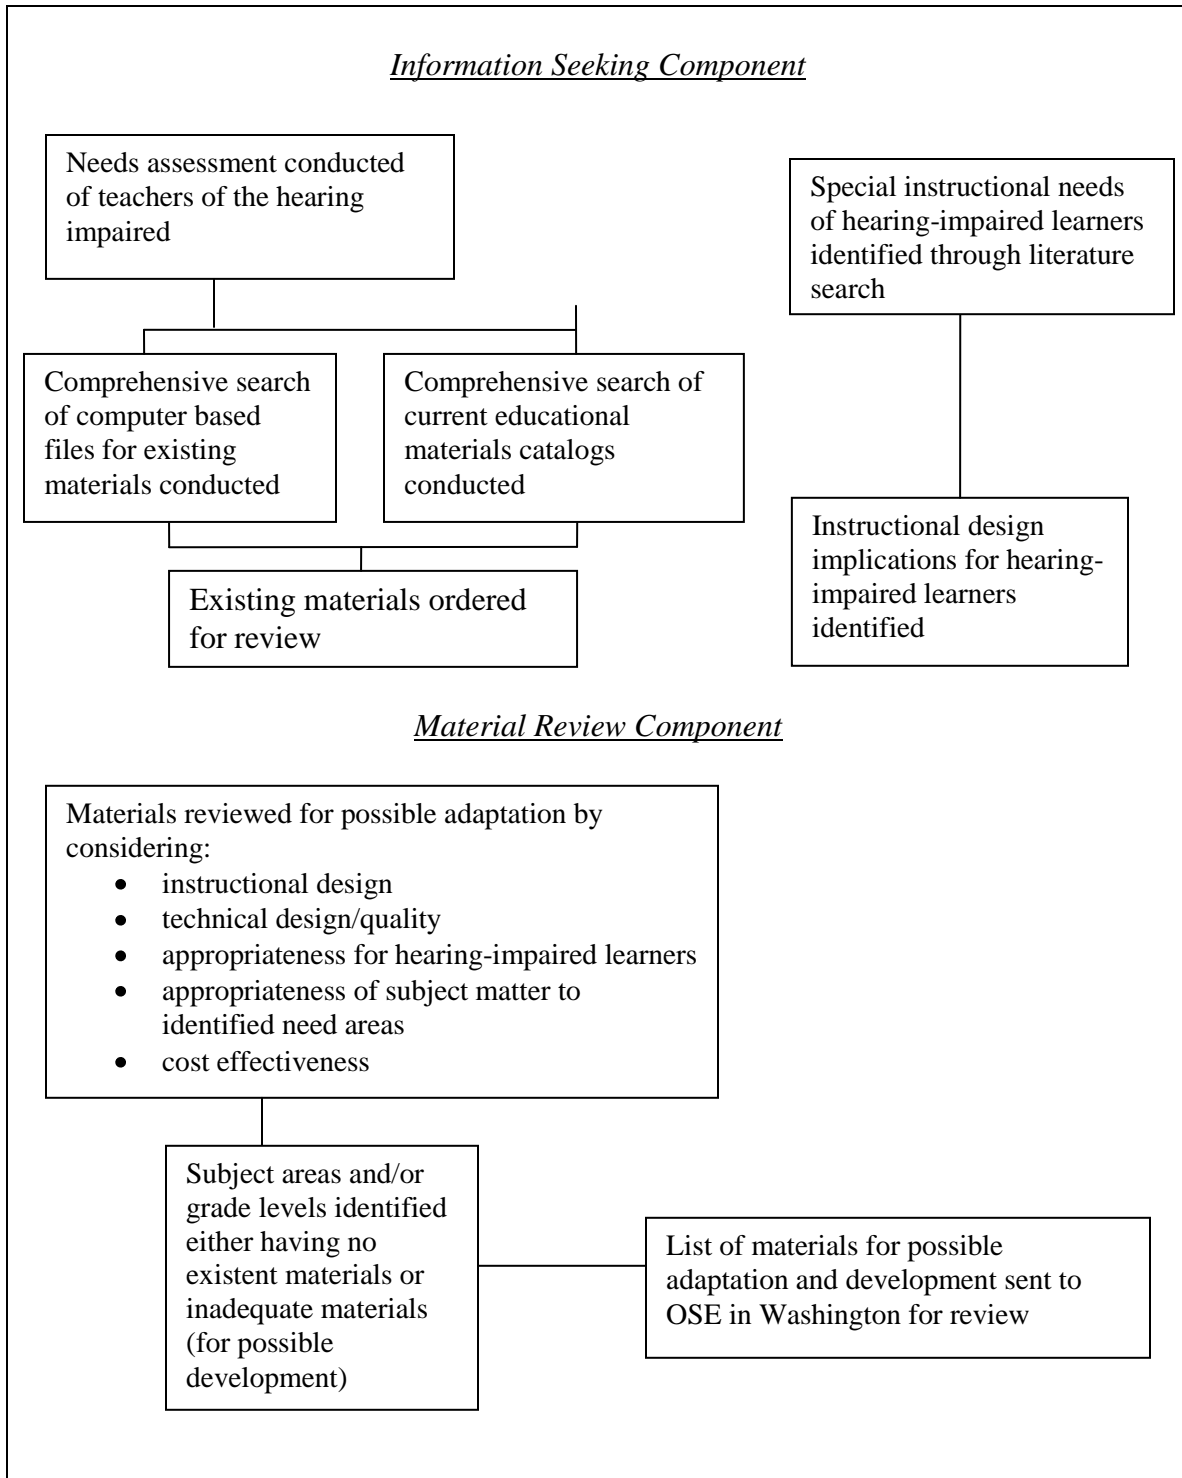 Information Seeking Component
Needs assessment conducted
of teachers of the hearing
impaired
Special instructional needs
of hearing-impaired learners
identified through literature
search
Comprehensive search
of computer based
files for existing
materials conducted
Comprehensive search of
current educational
materials catalogs
conducted
Instructional design
implications for hearing-
impaired learners
identified
Existing materials ordered
for review
Material Review Component
Materials reviewed for possible adaptation by
considering:
• instructional design
• technical design/quality
• appropriateness for hearing-impaired learners
• appropriateness of subject matter to
identified need areas
• cost effectiveness
Subject areas and/or
grade levels identified
either having no
existent materials or
inadequate materials
(for possible
development)
List of materials for possible
adaptation and development sent to
OSE in Washington for review